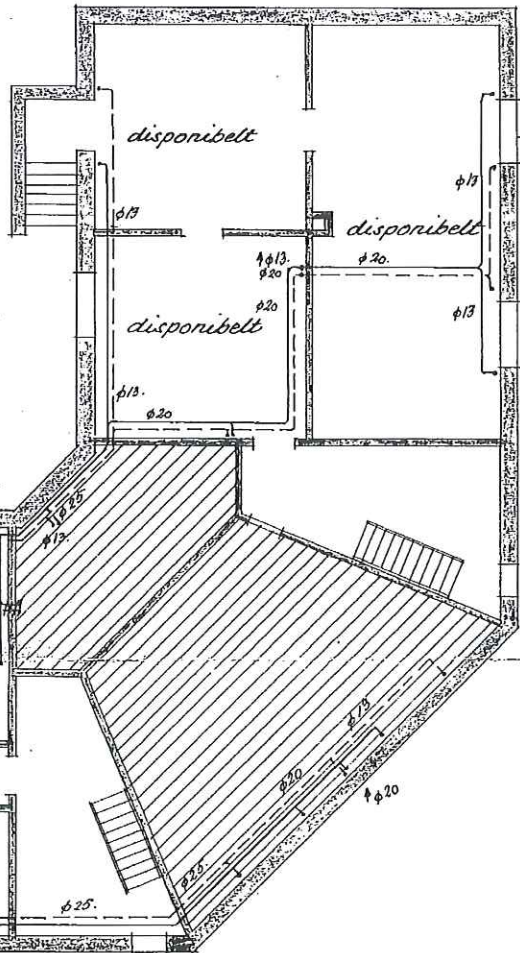 disponibelt
φ13
φ13
disponibelt
↑φ13.
φ20
φ20.
φ20
φ13
disponibelt
φ13.
φ20
φ25
φ13.
φ13
φ20
↑φ20
φ25.
φ25.